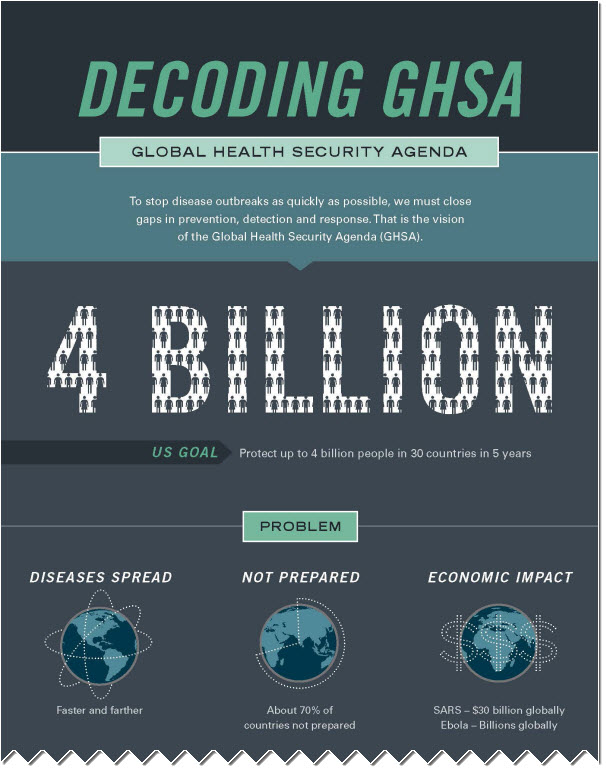 DECODING GHSA
GLOBAL HEALTH SECURITY AGENDA
To stop disease outbreaks as quickly as possible, we must close
gaps in prevention, detection and response. That is the vision
of the Global Health Security Agenda (GHSA).
4 BILLION
US GOAL Protect up to 4 billion people in 30 countries in 5 years
PROBLEM
DISEASES SPREAD
Faster and farther
NOT PREPARED
About 70% of
countries not prepared
ECONOMIC IMPACT
$$$
SARS – $30 billion globally
Ebola – Billions globally